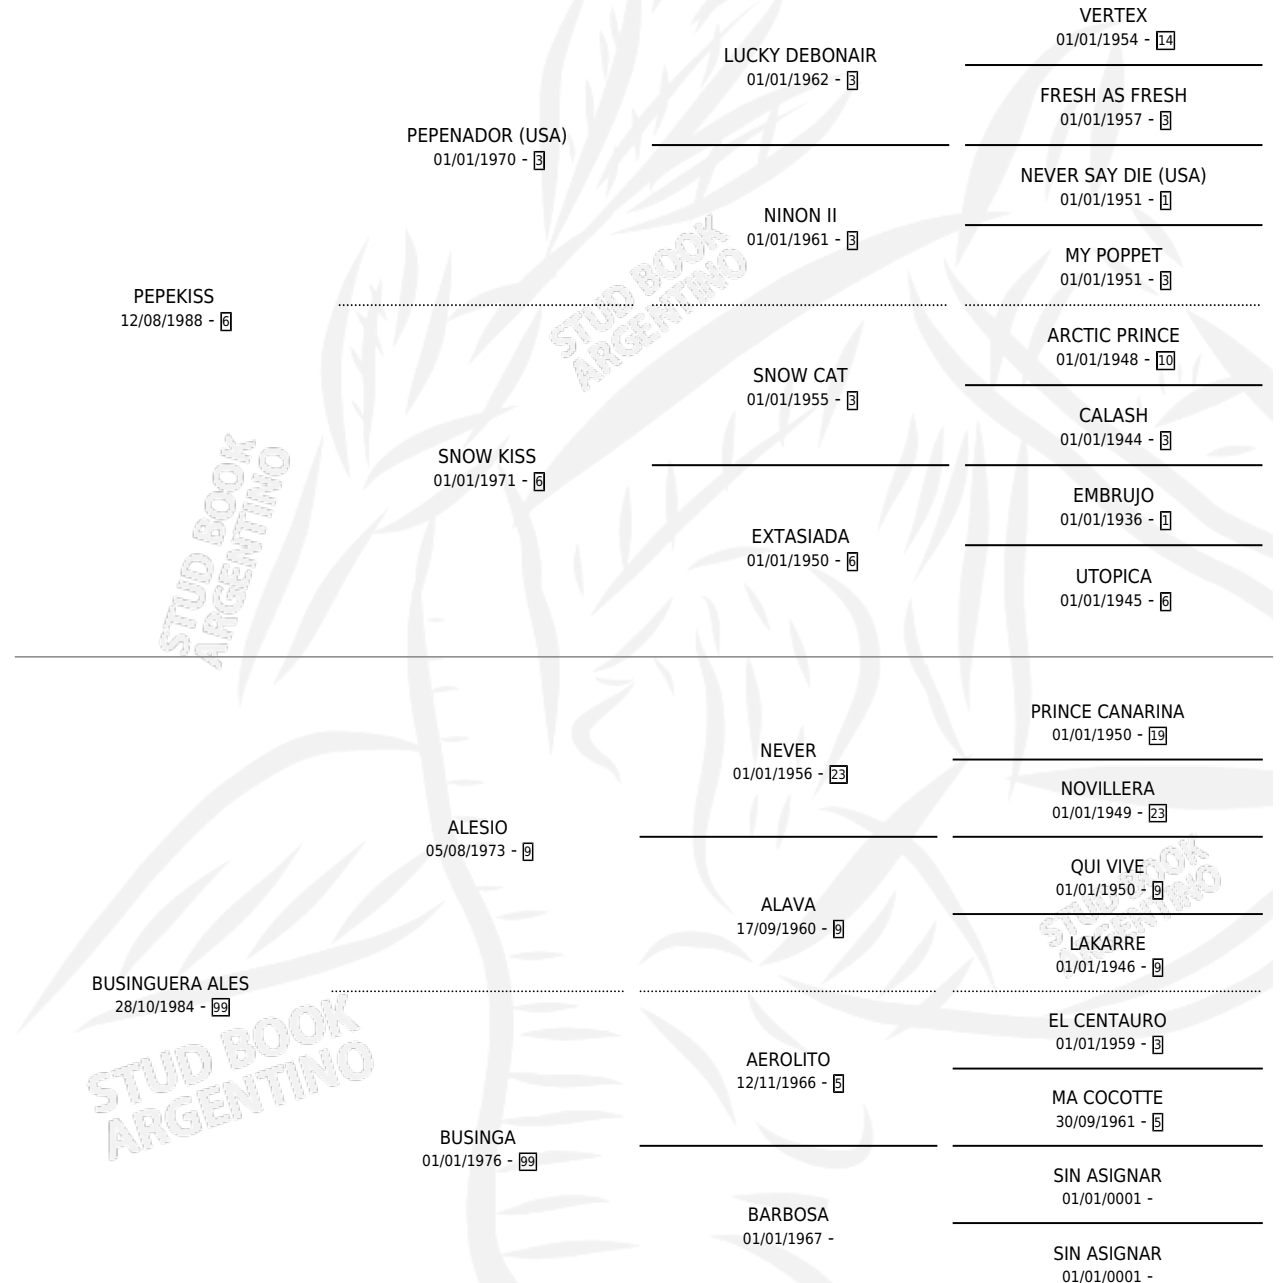 VERTEX
01/01/1954 - 14
LUCKY DEBONAIR
01/01/1962 - 3
FRESH AS FRESH
01/01/1957 - 3
PEPENADOR (USA)
01/01/1970 - 3
NEVER SAY DIE (USA)
01/01/1951 - 1
NINON II
01/01/1961 - 3
MY POPPET
01/01/1951 - 3
PEPEKISS
12/08/1988 - 6
ARCTIC PRINCE
01/01/1948 - 10
SNOW CAT
01/01/1955 - 3
CALASH
01/01/1944 - 3
SNOW KISS
01/01/1971 - 6
EMBRUJO
01/01/1936 - 1
EXTASIADA
01/01/1950 - 6
UTOPICA
01/01/1945 - 6
PRINCE CANARINA
01/01/1950 - 19
NEVER
01/01/1956 - 23
NOVILLERA
01/01/1949 - 23
ALESIO
05/08/1973 - 9
QUI VIVE
01/01/1950 - 9
ALAVA
17/09/1960 - 9
LAKARRE
01/01/1946 - 9
BUSINGUERA ALES
28/10/1984 - 99
EL CENTAURO
01/01/1959 - 3
AEROLITO
12/11/1966 - 5
MA COCOTTE
30/09/1961 - 5
BUSINGA
01/01/1976 - 99
SIN ASIGNAR
01/01/0001 -
BARBOSA
01/01/1967 -
SIN ASIGNAR
01/01/0001 -
STUD BOOK
ARGENTINO
STUD BOOK
ARGENTINO
STUD BOOK
ARGENTINO
STUD BOOK
ARGENTINO